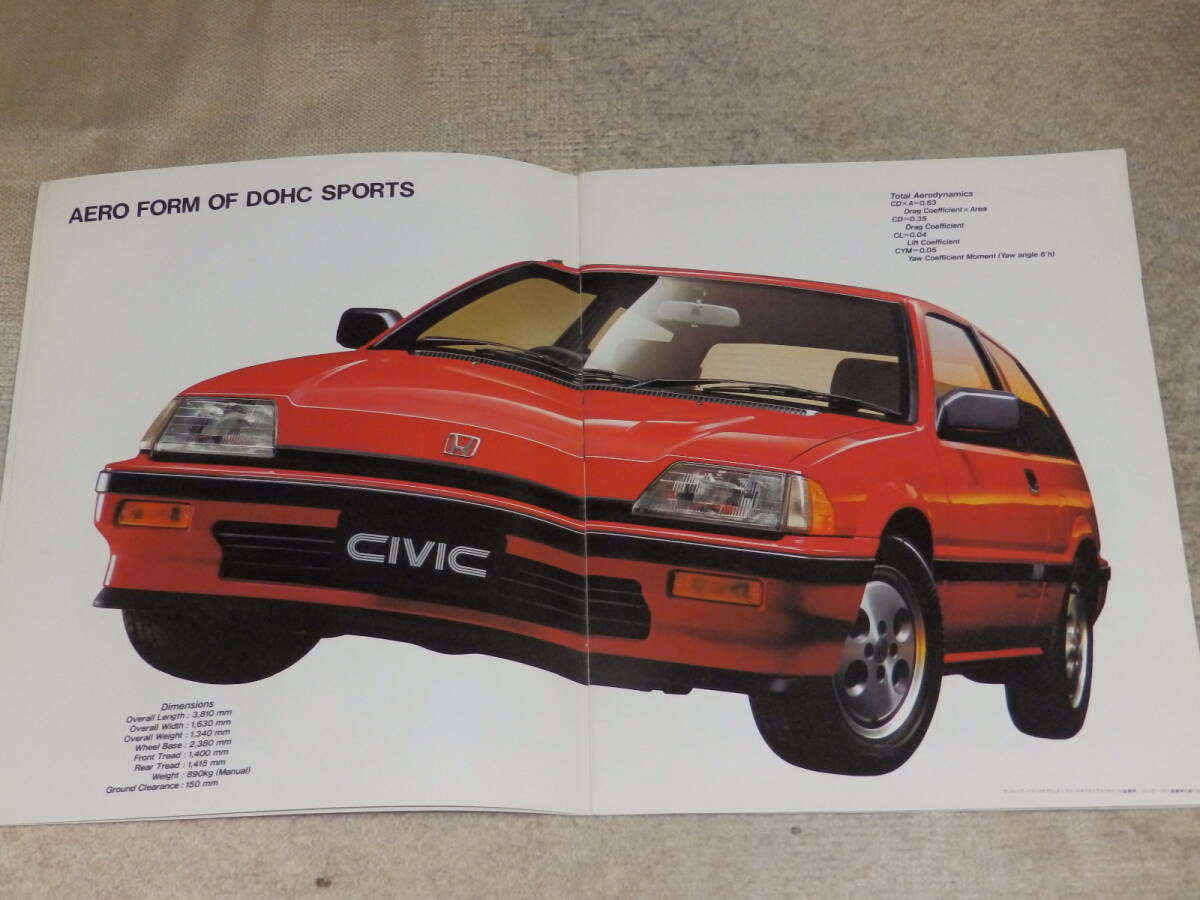 AERO FORM OF DOHC SPORTS
Total Aerodynamics
CD×A=0.63
Drag Coefficient×Area
CD=0.35
Drag Coefficient
CL=0.04
Lift Coefficient
CYM=0.05
Yaw Coefficient Moment (Yaw angle 6°h)
CIVIC
Dimensions
Overall Length : 3,810 mm
Overall Width : 1,630 mm
Overall Weight : 1,340 mm
Wheel Base : 2,380 mm
Front Tread : 1,400 mm
Rear Tread : 1,415 mm
Weight : 890kg (Manual)
Ground Clearance : 150 mm